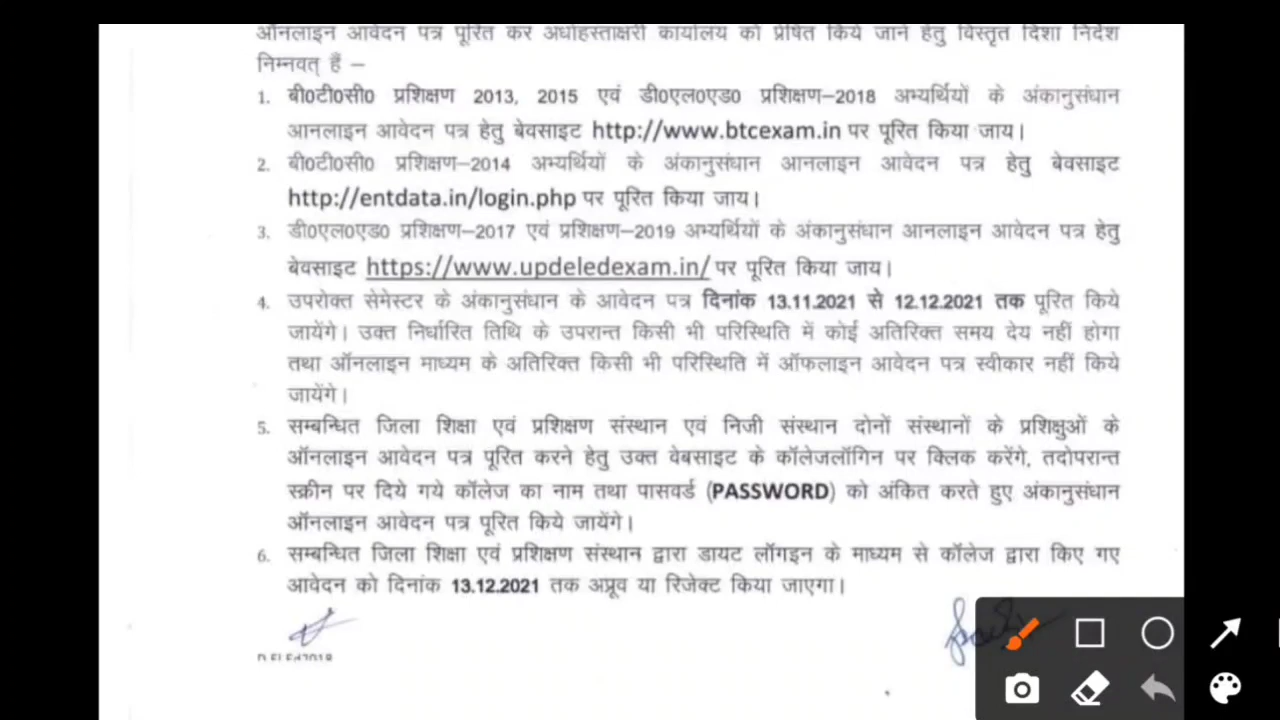 ऑनलाइन आवेदन पत्र पूरित कर अधोहस्ताक्षरी कार्यालय को प्रेषित किये जाने हेतु विस्तृत दिशा निर्देश
निम्नवत् हैं –
1. बी0टी0सी0 प्रशिक्षण 2013, 2015 एवं डी0एल0एड0 प्रशिक्षण–2018 अभ्यर्थियों के अंकानुसंधान
आनलाइन आवेदन पत्र हेतु बेवसाइट http://www.btcexam.in पर पूरित किया जाय।
2. बी0टी0सी0 प्रशिक्षण–2014 अभ्यर्थियों के अंकानुसंधान आनलाइन आवेदन पत्र हेतु बेवसाइट
http://entdata.in/login.php पर पूरित किया जाय।
3. डी0एल0एड0 प्रशिक्षण–2017 एवं प्रशिक्षण–2019 अभ्यर्थियों के अंकानुसंधान आनलाइन आवेदन पत्र हेतु
बेवसाइट https://www.updeledexam.in/ पर पूरित किया जाय।
4. उपरोक्त सेमेस्टर के अंकानुसंधान के आवेदन पत्र दिनांक 13.11.2021 से 12.12.2021 तक पूरित किये
जायेंगे। उक्त निर्धारित तिथि के उपरान्त किसी भी परिस्थिति में कोई अतिरिक्त समय देय नहीं होगा
तथा ऑनलाइन माध्यम के अतिरिक्त किसी भी परिस्थिति में ऑफलाइन आवेदन पत्र स्वीकार नहीं किये
जायेंगे।
5. सम्बन्धित जिला शिक्षा एवं प्रशिक्षण संस्थान एवं निजी संस्थान दोनों संस्थानों के प्रशिक्षुओं के
ऑनलाइन आवेदन पत्र पूरित करने हेतु उक्त वेबसाइट के कॉलेजलॉगिन पर क्लिक करेंगे, तदोपरान्त
स्क्रीन पर दिये गये कॉलेज का नाम तथा पासवर्ड (PASSWORD) को अंकित करते हुए अंकानुसंधान
ऑनलाइन आवेदन पत्र पूरित किये जायेंगे।
6. सम्बन्धित जिला शिक्षा एवं प्रशिक्षण संस्थान द्वारा डायट लॉगइन के माध्यम से कॉलेज द्वारा किए गए
आवेदन को दिनांक 13.12.2021 तक अप्रूव या रिजेक्ट किया जाएगा।
D.El.Ed2018